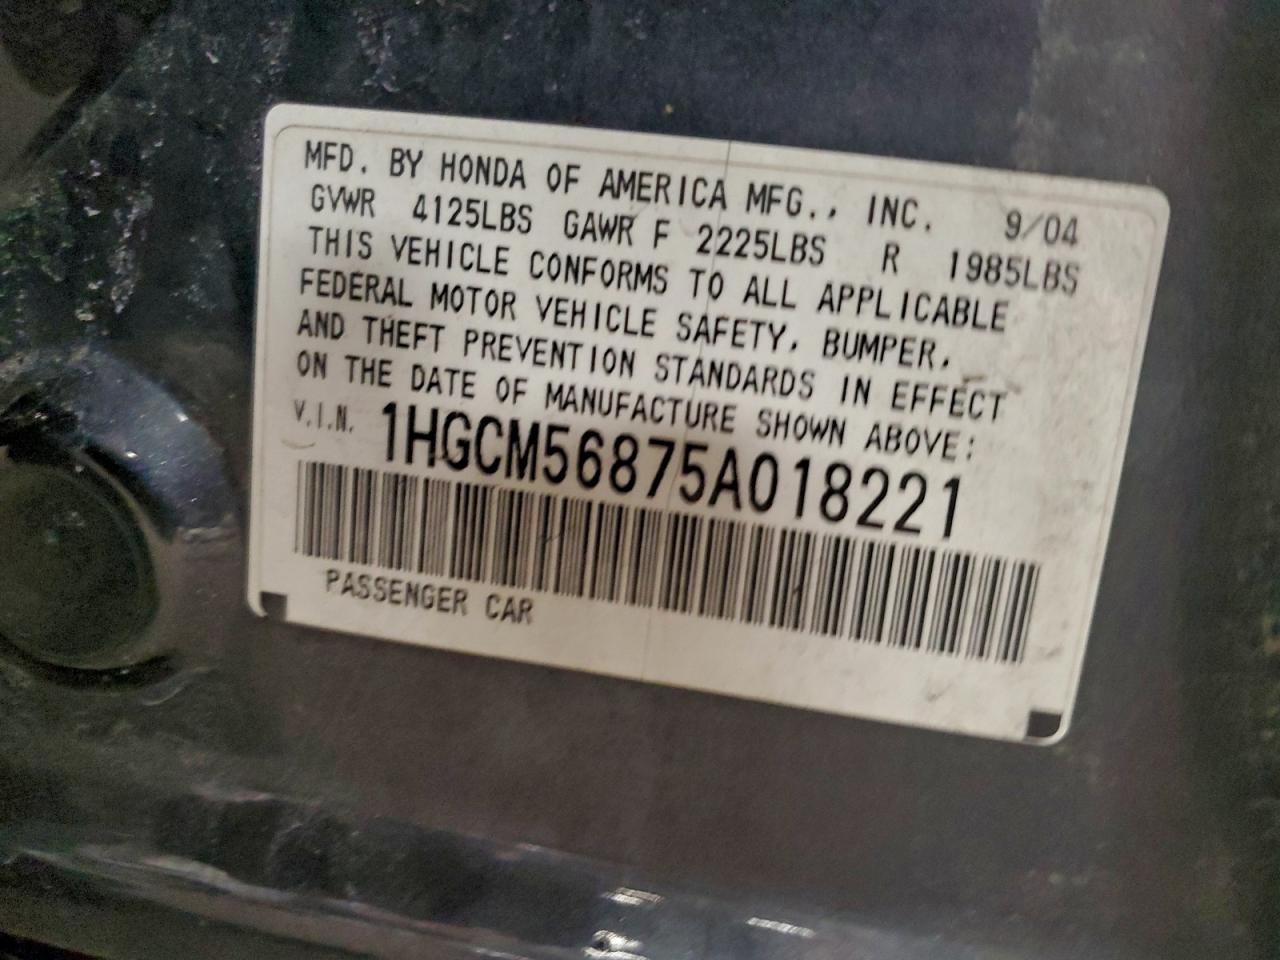 MFD. BY HONDA OF AMERICA MFG., INC. 9/04
GVWR 4125LBS GAWR F 2225LBS R 1985LBS
THIS VEHICLE CONFORMS TO ALL APPLICABLE
FEDERAL MOTOR VEHICLE SAFETY, BUMPER,
AND THEFT PREVENTION STANDARDS IN EFFECT
ON THE DATE OF MANUFACTURE SHOWN ABOVE:
V.I.N. 1HGCM56875A018221
PASSENGER CAR